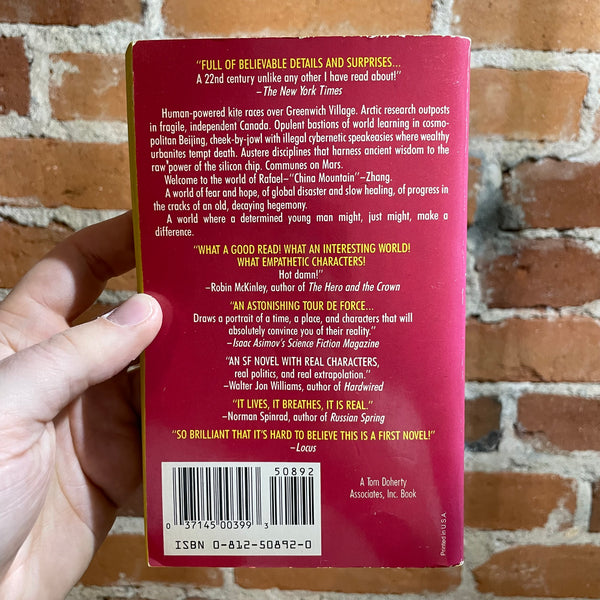 "FULL OF BELIEVABLE DETAILS AND SURPRISES...
A 22nd century unlike any other I have read about!"
–The New York Times
Human-powered kite races over Greenwich Village. Arctic research outposts
in fragile, independent Canada. Opulent bastions of world learning in cosmo-
politan Beijing, cheek-by-jowl with illegal cybernetic speakeasies where wealthy
urbanites tempt death. Austere disciplines that harness ancient wisdom to the
raw power of the silicon chip. Communes on Mars.
Welcome to the world of Rafael–"China Mountain"–Zhang.
A world of fear and hope, of global disaster and slow healing, of progress in
the cracks of an old, decaying hegemony.
A world where a determined young man might, just might, make a
difference.
"WHAT A GOOD READ! WHAT AN INTERESTING WORLD!
WHAT EMPATHETIC CHARACTERS!
Hot damn!"
–Robin McKinley, author of The Hero and the Crown
"AN ASTONISHING TOUR DE FORCE...
Draws a portrait of a time, a place, and characters that will
absolutely convince you of their reality."
–Isaac Asimov's Science Fiction Magazine
"AN SF NOVEL WITH REAL CHARACTERS,
real politics, and real extrapolation."
–Walter Jon Williams, author of Hardwired
"IT LIVES, IT BREATHES, IT IS REAL."
–Norman Spinrad, author of Russian Spring
"SO BRILLIANT THAT IT'S HARD TO BELIEVE THIS IS A FIRST NOVEL!"
–Locus
50892
0 37145 00399 3
ISBN 0-812-50892-0
A Tom Doherty
Associates, Inc. Book
Printed in U.S.A.